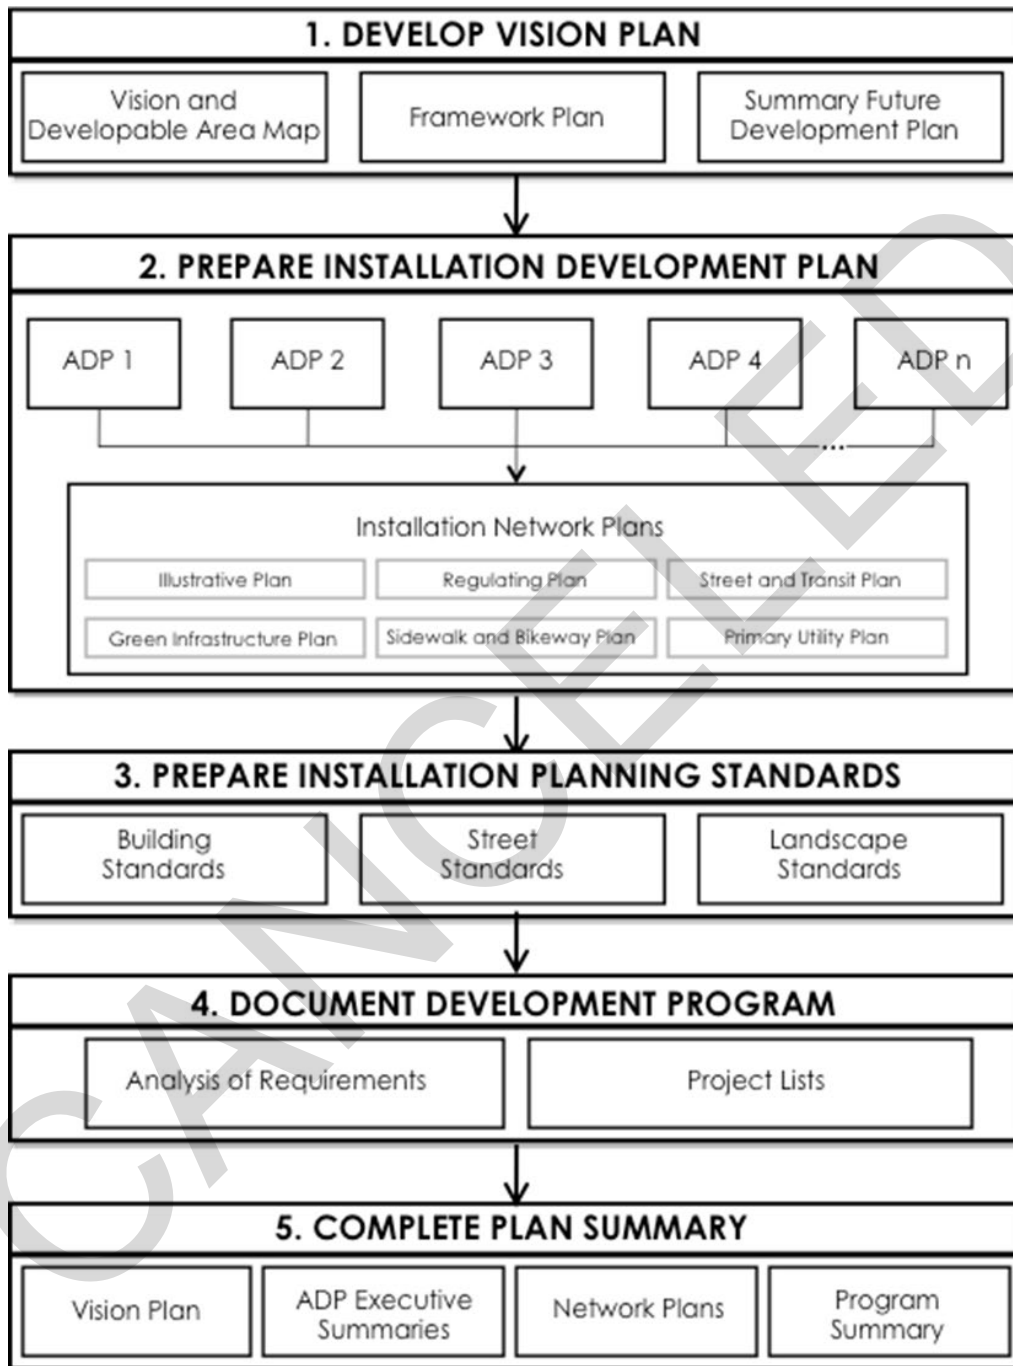 1. DEVELOP VISION PLAN
Vision and
Developable Area Map
Framework Plan
Summary Future
Development Plan
2. PREPARE INSTALLATION DEVELOPMENT PLAN
ADP 1
ADP 2
ADP 3
ADP 4
ADP n
...
Installation Network Plans
Illustrative Plan
Regulating Plan
Street and Transit Plan
Green Infrastructure Plan
Sidewalk and Bikeway Plan
Primary Utility Plan
3. PREPARE INSTALLATION PLANNING STANDARDS
Building
Standards
Street
Standards
Landscape
Standards
4. DOCUMENT DEVELOPMENT PROGRAM
Analysis of Requirements
Project Lists
5. COMPLETE PLAN SUMMARY
Vision Plan
ADP Executive
Summaries
Network Plans
Program
Summary
CANCELED